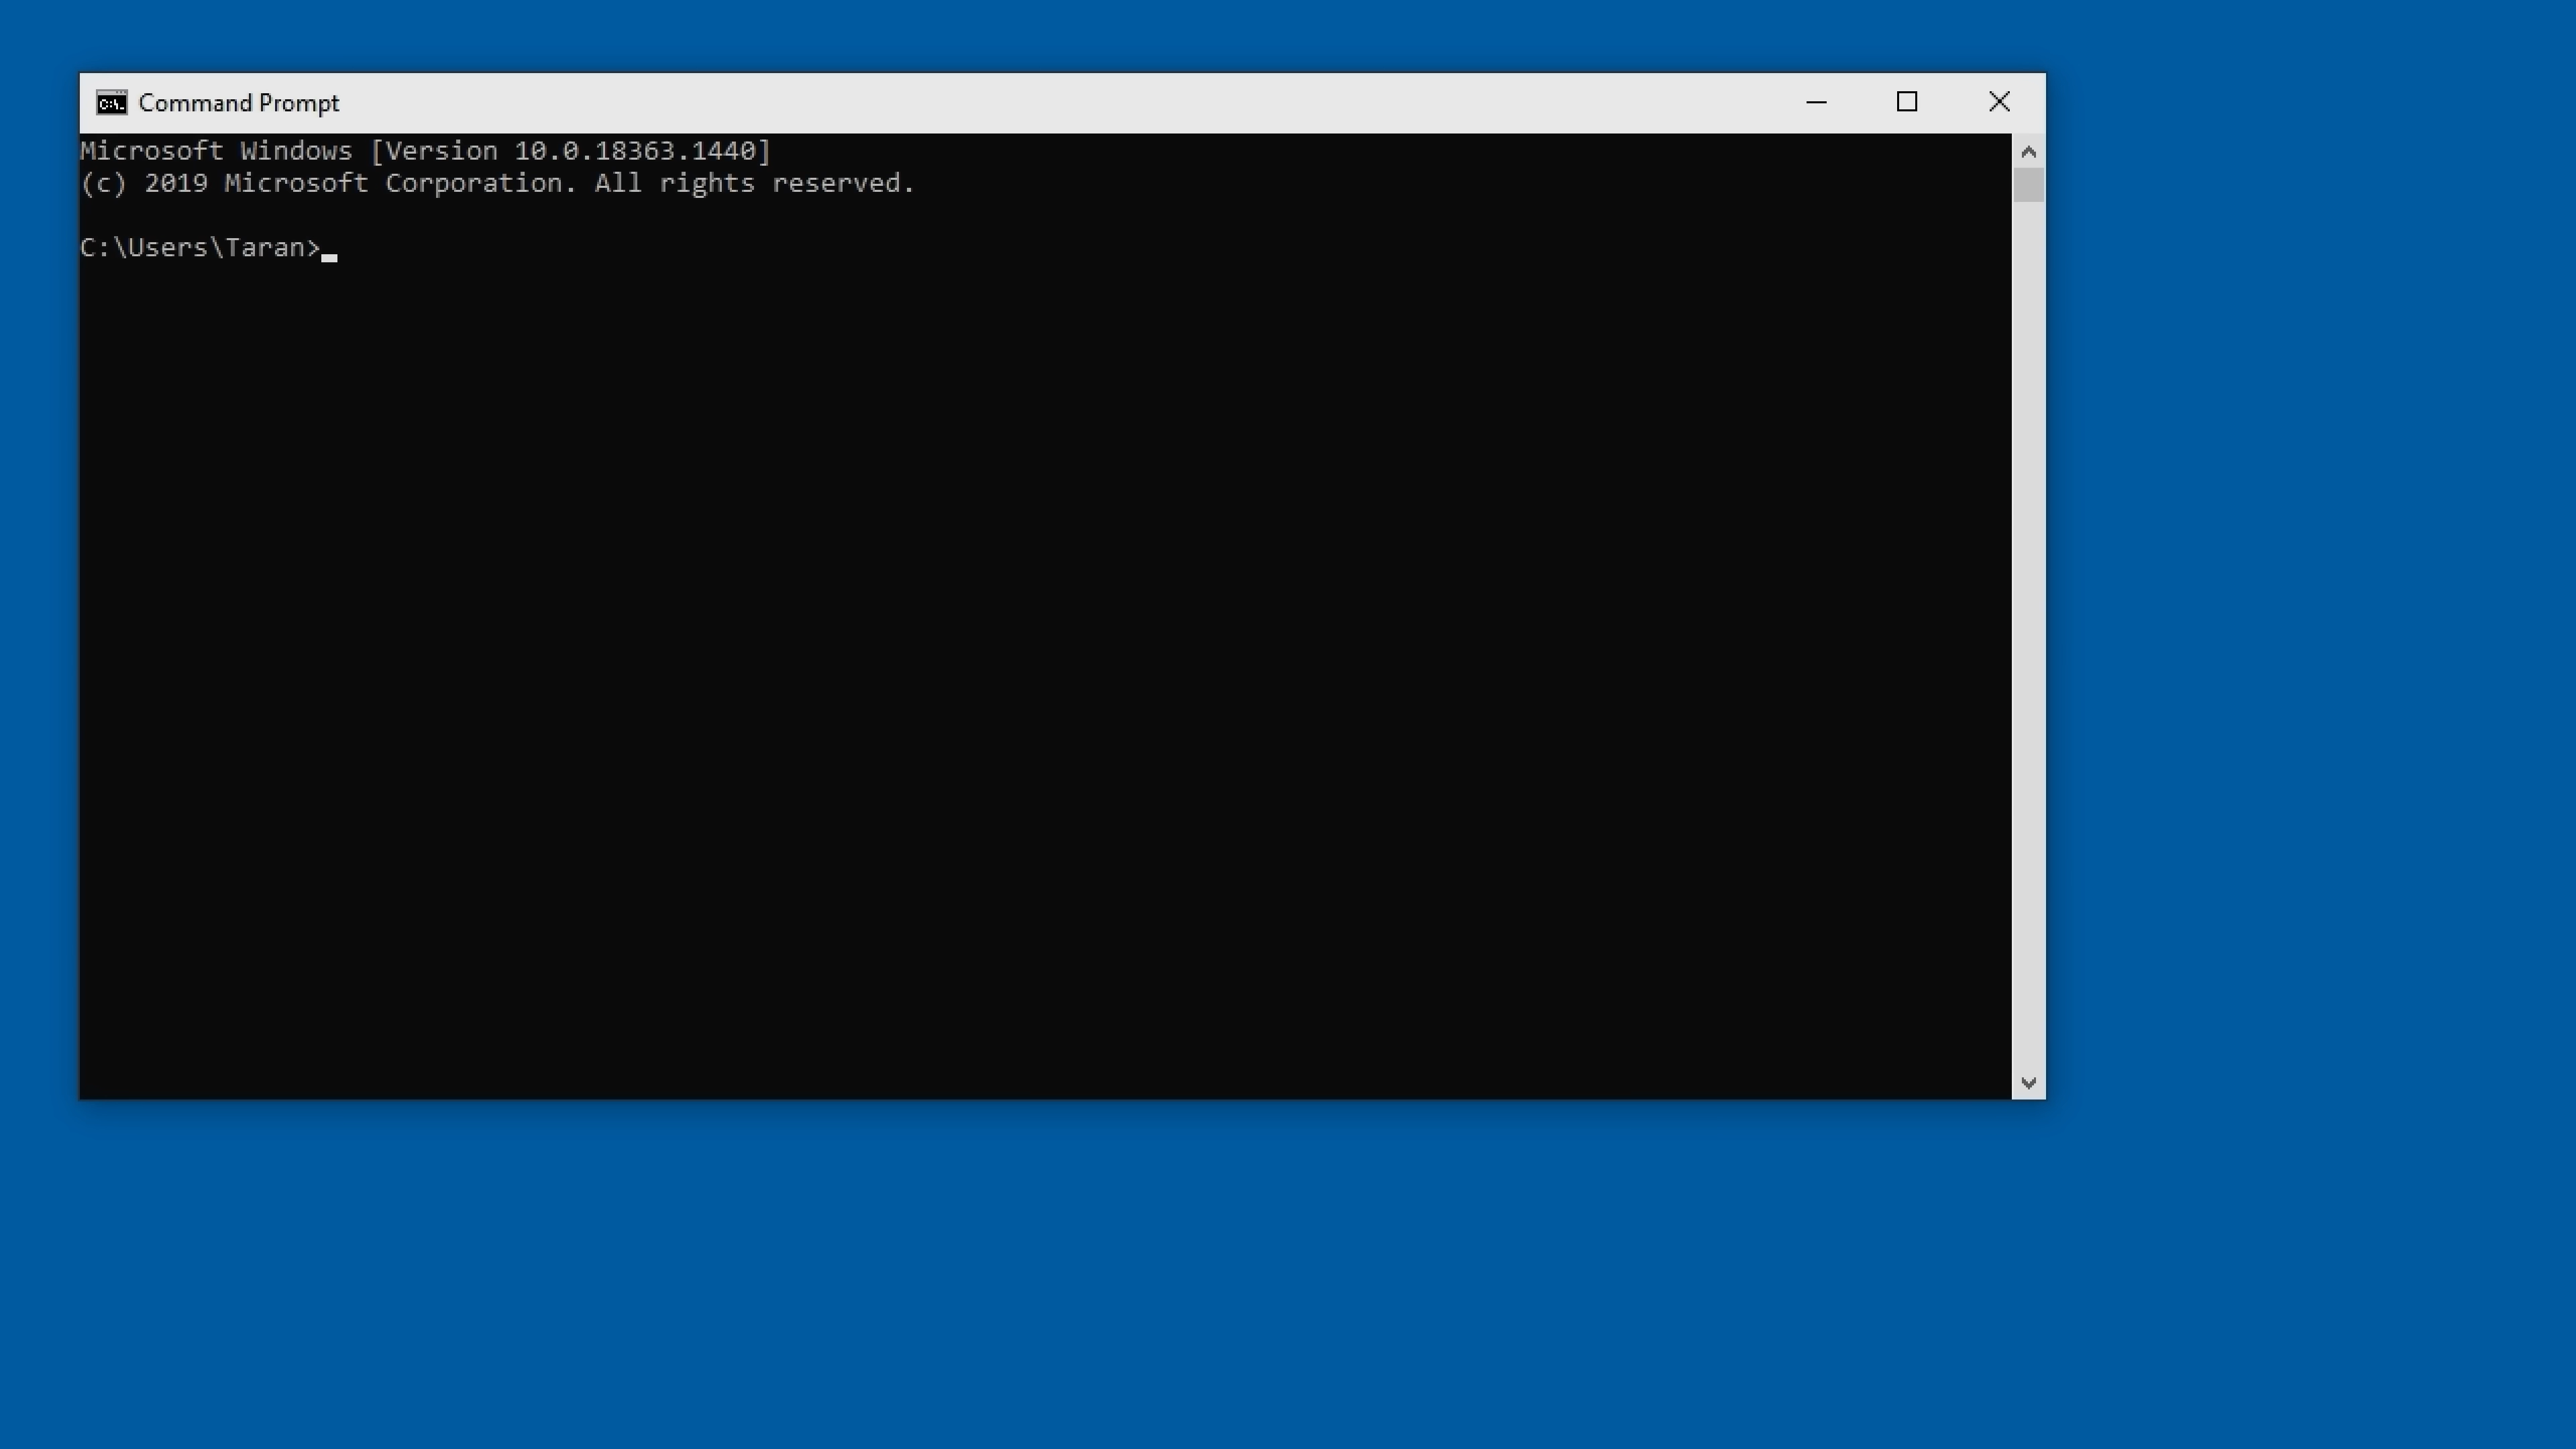 Command Prompt
Microsoft Windows [Version 10.0.18363.1440]
(c) 2019 Microsoft Corporation. All rights reserved.
C:\Users\Taran>